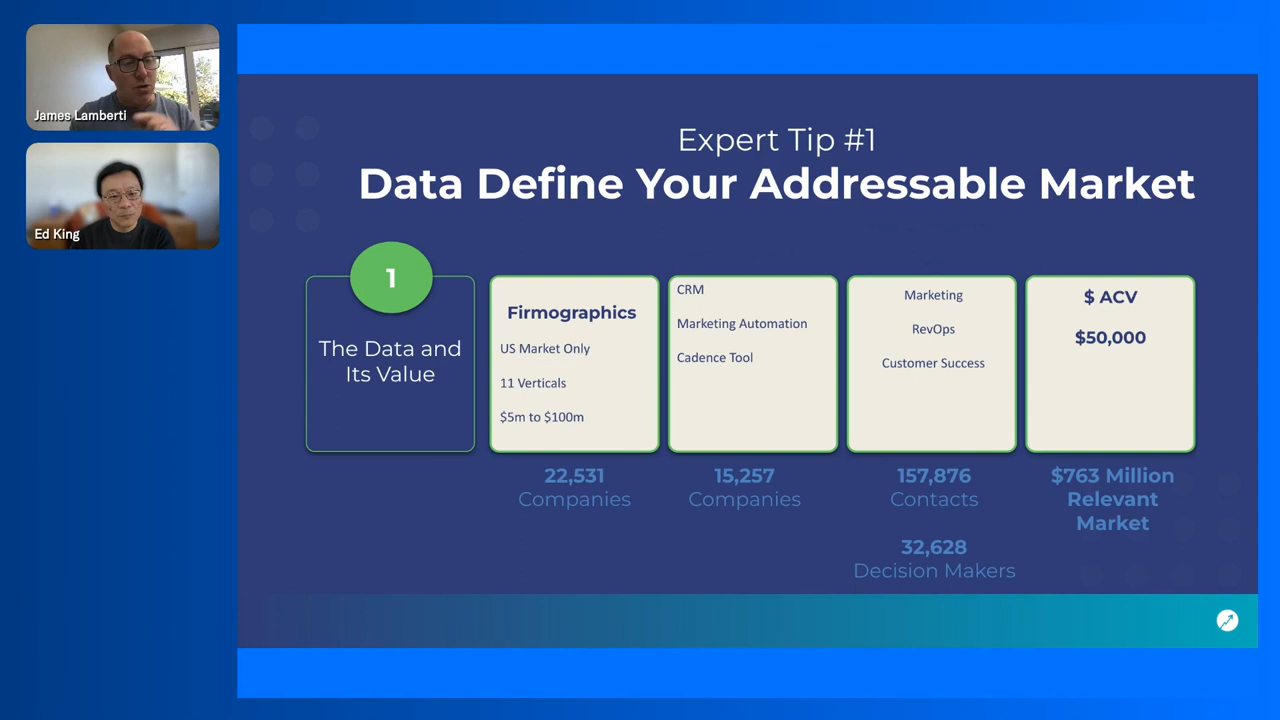 James Lamberti
Ed King
Expert Tip #1
Data Define Your Addressable Market
1
The Data and
Its Value
Firmographics
US Market Only
11 Verticals
$5m to $100m
22,531
Companies
CRM
Marketing Automation
Cadence Tool
15,257
Companies
Marketing
RevOps
Customer Success
157,876
Contacts
32,628
Decision Makers
$ ACV
$50,000
$763 Million
Relevant
Market